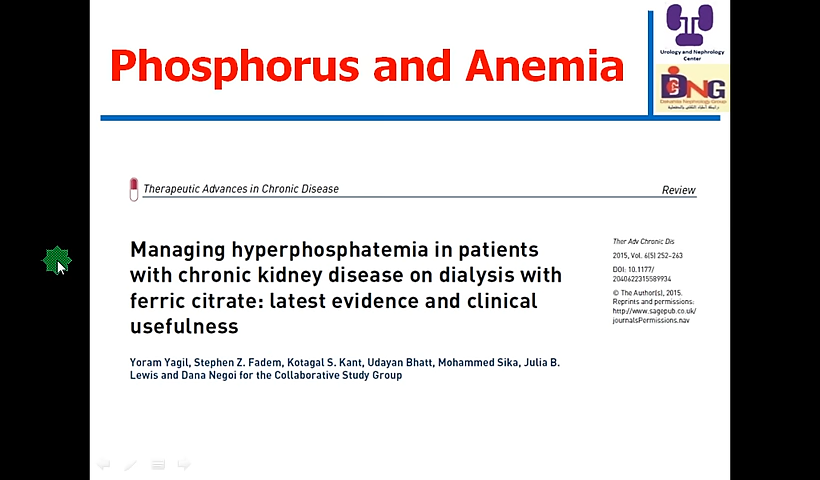 Phosphorus and Anemia
Urology and Nephrology
Center
DNG
Dakahlia Nephrology Group
Therapeutic Advances in Chronic Disease
Review
Managing hyperphosphatemia in patients
with chronic kidney disease on dialysis with
ferric citrate: latest evidence and clinical
usefulness
Ther Adv Chronic Dis
2015, Vol. 6(5) 252–263
DOI: 10.1177/
2040622315589934
© The Author(s), 2015.
Reprints and permissions:
http://www.sagepub.co.uk/
journalsPermissions.nav
Yoram Yagil, Stephen Z. Fadem, Kotagal S. Kant, Udayan Bhatt, Mohammed Sika, Julia B.
Lewis and Dana Negoi for the Collaborative Study Group